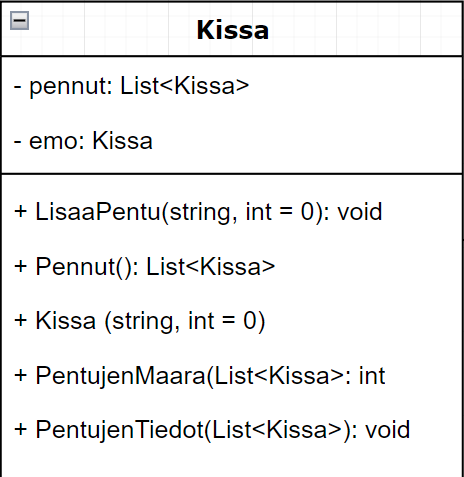 Kissa
- pennut: List<Kissa>
- emo: Kissa
+ LisaaPentu(string, int = 0): void
+ Pennut(): List<Kissa>
+ Kissa (string, int = 0)
+ PentujenMaara(List<Kissa>: int
+ PentujenTiedot(List<Kissa>): void